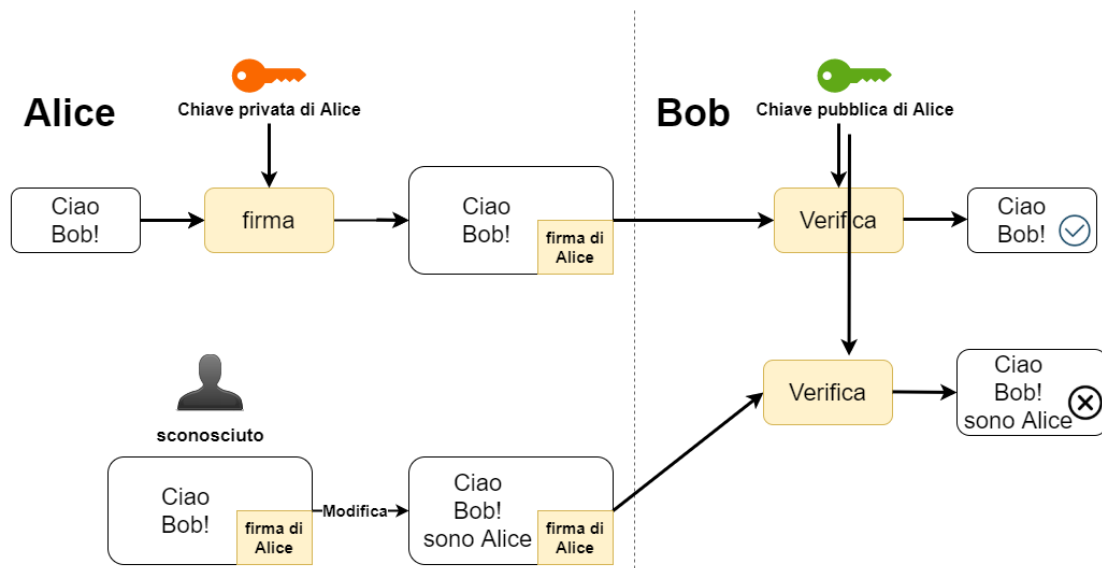 Alice
Chiave privata di Alice
Bob
Chiave pubblica di Alice
Ciao
Bob!
firma
Ciao
Bob!
firma di
Alice
Verifica
Ciao
Bob!
sconosciuto
Ciao
Bob!
firma di
Alice
Modifica
Ciao
Bob!
sono Alice
firma di
Alice
Verifica
Ciao
Bob!
sono Alice